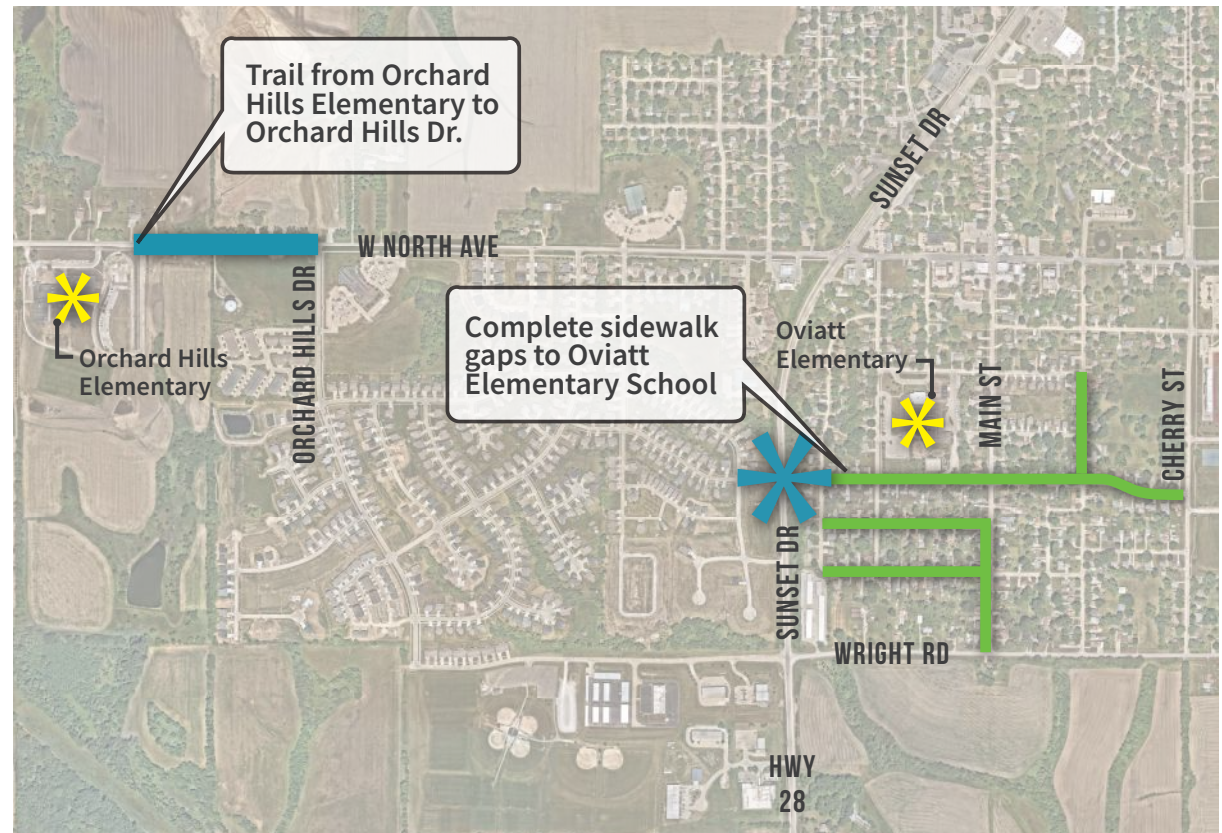 Trail from Orchard
Hills Elementary to
Orchard Hills Dr.
SUNSET DR
W NORTH AVE
ORCHARD HILLS DR
Orchard Hills
Elementary
Complete sidewalk
gaps to Oviatt
Elementary School
Oviatt
Elementary
MAIN ST
CHERRY ST
SUNSET DR
WRIGHT RD
HWY
28